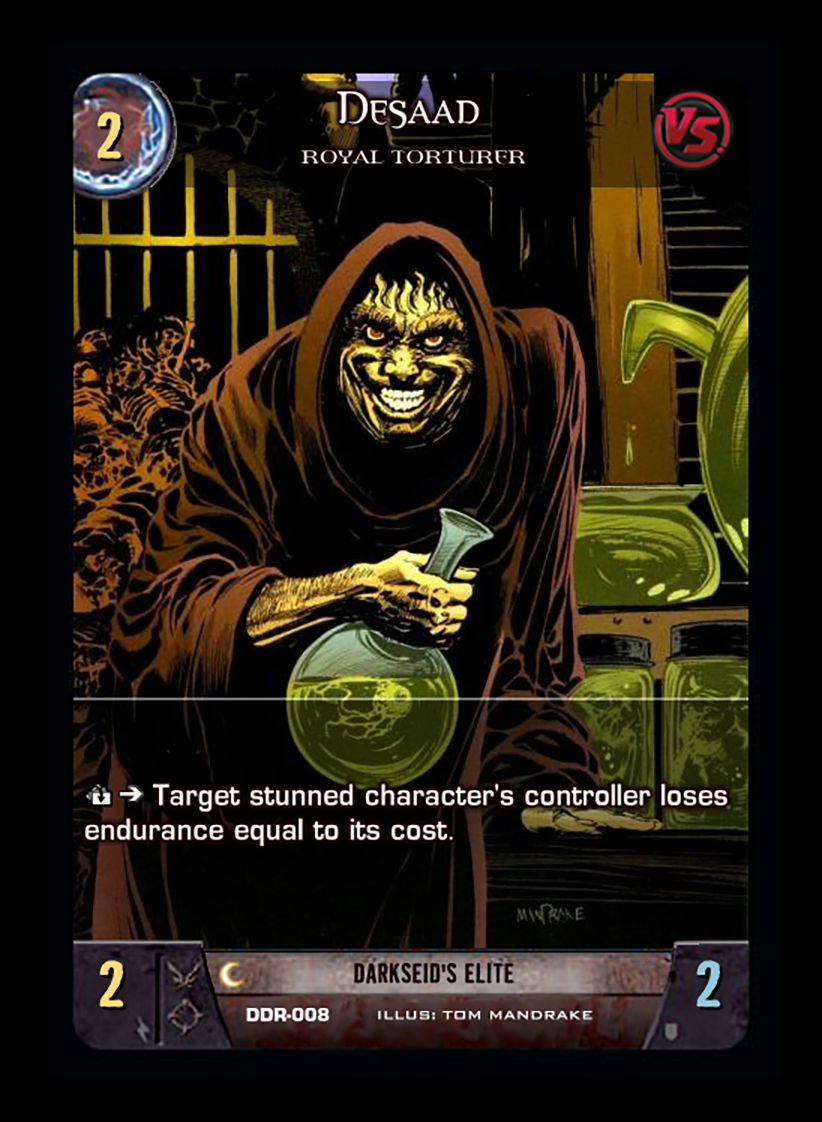 2
DESAAD
VS.
ROYAL TORTURER
→ Target stunned character's controller loses
endurance equal to its cost.
MANDRAKE
2
DARKSEID'S ELITE
2
DDR-008
ILLUS: TOM MANDRAKE